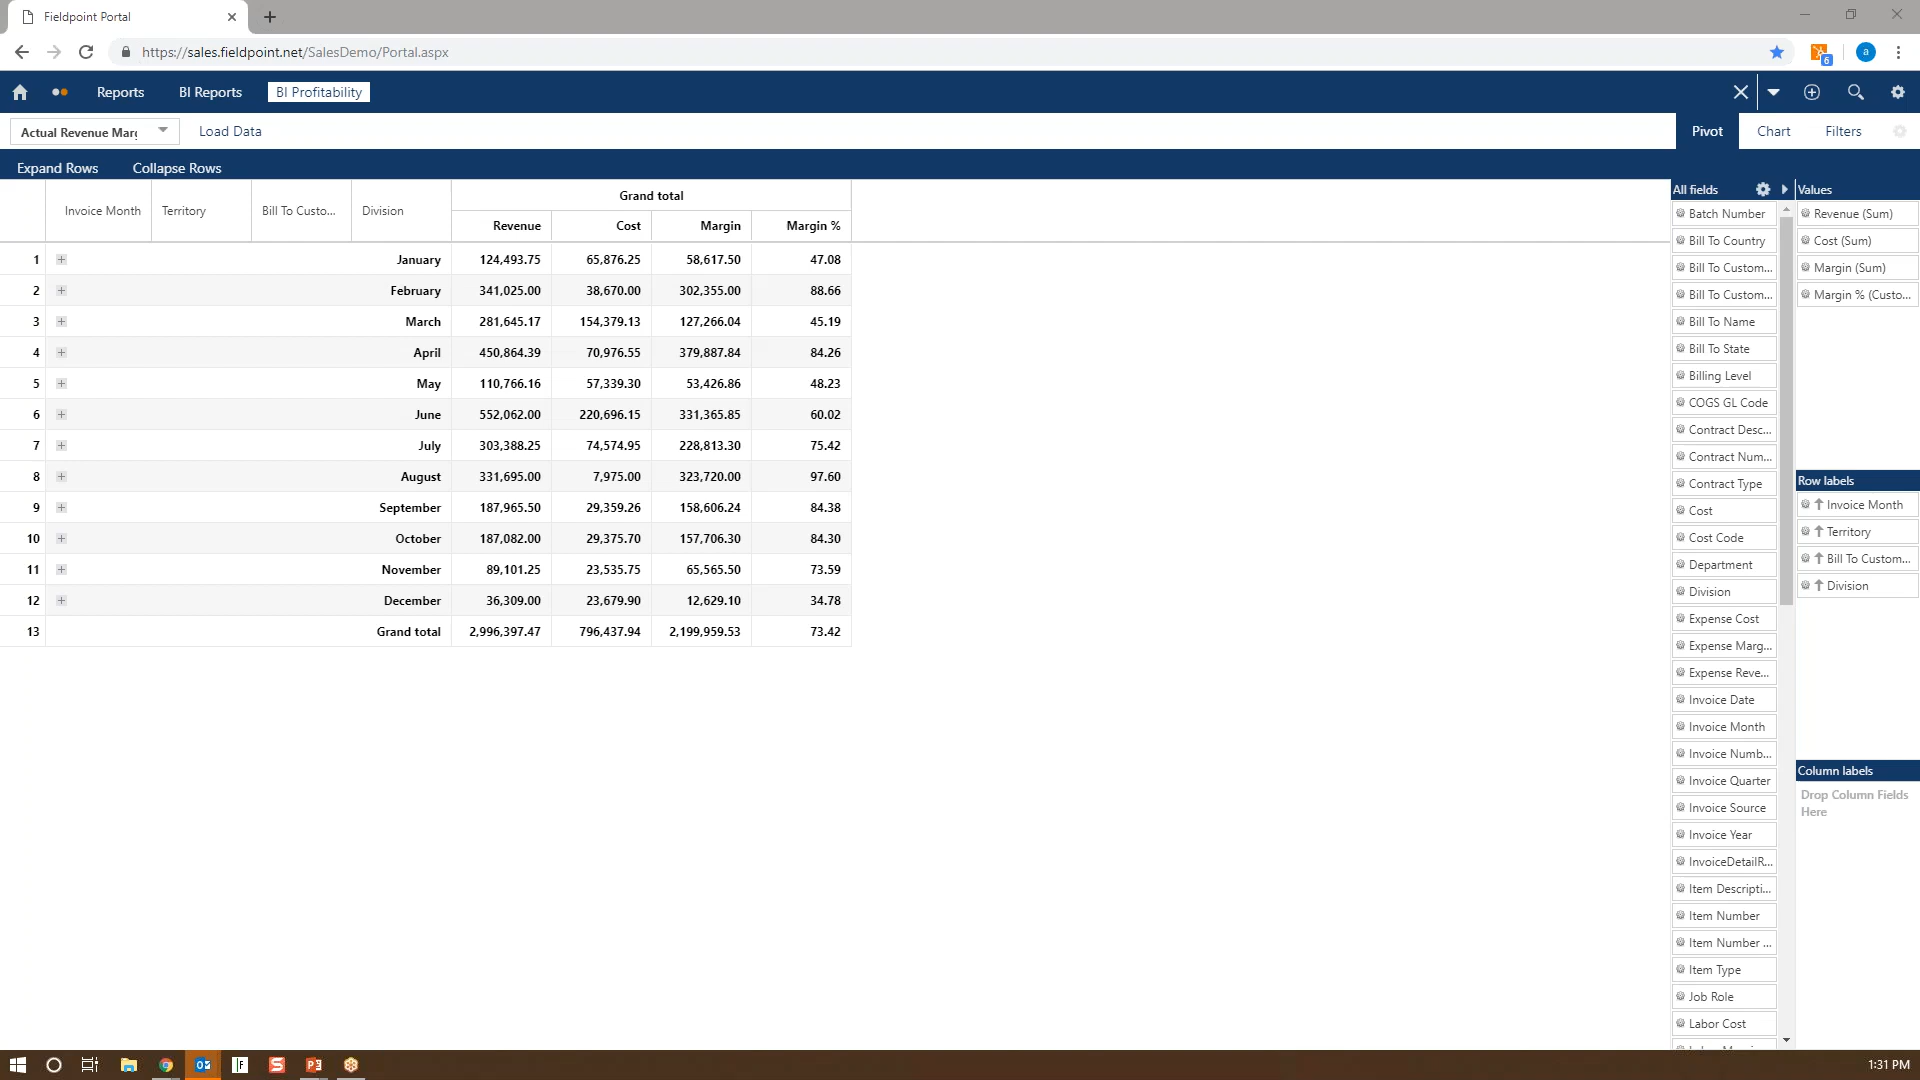 Fieldpoint Portal
https://sales.fieldpoint.net/SalesDemo/Portal.aspx
6
a
Reports BI Reports BI Profitability
Actual Revenue Març Load Data
Pivot Chart Filters
Expand Rows Collapse Rows
Invoice Month Territory Bill To Custo... Division
Grand total
Revenue Cost Margin Margin %
1 January 124,493.75 65,876.25 58,617.50 47.08
2 February 341,025.00 38,670.00 302,355.00 88.66
3 March 281,645.17 154,379.13 127,266.04 45.19
4 April 450,864.39 70,976.55 379,887.84 84.26
5 May 110,766.16 57,339.30 53,426.86 48.23
6 June 552,062.00 220,696.15 331,365.85 60.02
7 July 303,388.25 74,574.95 228,813.30 75.42
8 August 331,695.00 7,975.00 323,720.00 97.60
9 September 187,965.50 29,359.26 158,606.24 84.38
10 October 187,082.00 29,375.70 157,706.30 84.30
11 November 89,101.25 23,535.75 65,565.50 73.59
12 December 36,309.00 23,679.90 12,629.10 34.78
13 Grand total 2,996,397.47 796,437.94 2,199,959.53 73.42
All fields
Batch Number
Bill To Country
Bill To Custom...
Bill To Custom...
Bill To Name
Bill To State
Billing Level
COGS GL Code
Contract Desc...
Contract Num...
Contract Type
Cost
Cost Code
Department
Division
Expense Cost
Expense Marg...
Expense Reve...
Invoice Date
Invoice Month
Invoice Numb...
Invoice Quarter
Invoice Source
Invoice Year
InvoiceDetailR...
Item Descripti...
Item Number
Item Number ...
Item Type
Job Role
Labor Cost
Values
Revenue (Sum)
Cost (Sum)
Margin (Sum)
Margin % (Custo...
Row labels
Invoice Month
Territory
Bill To Custom...
Division
Column labels
Drop Column Fields
Here
1:31 PM